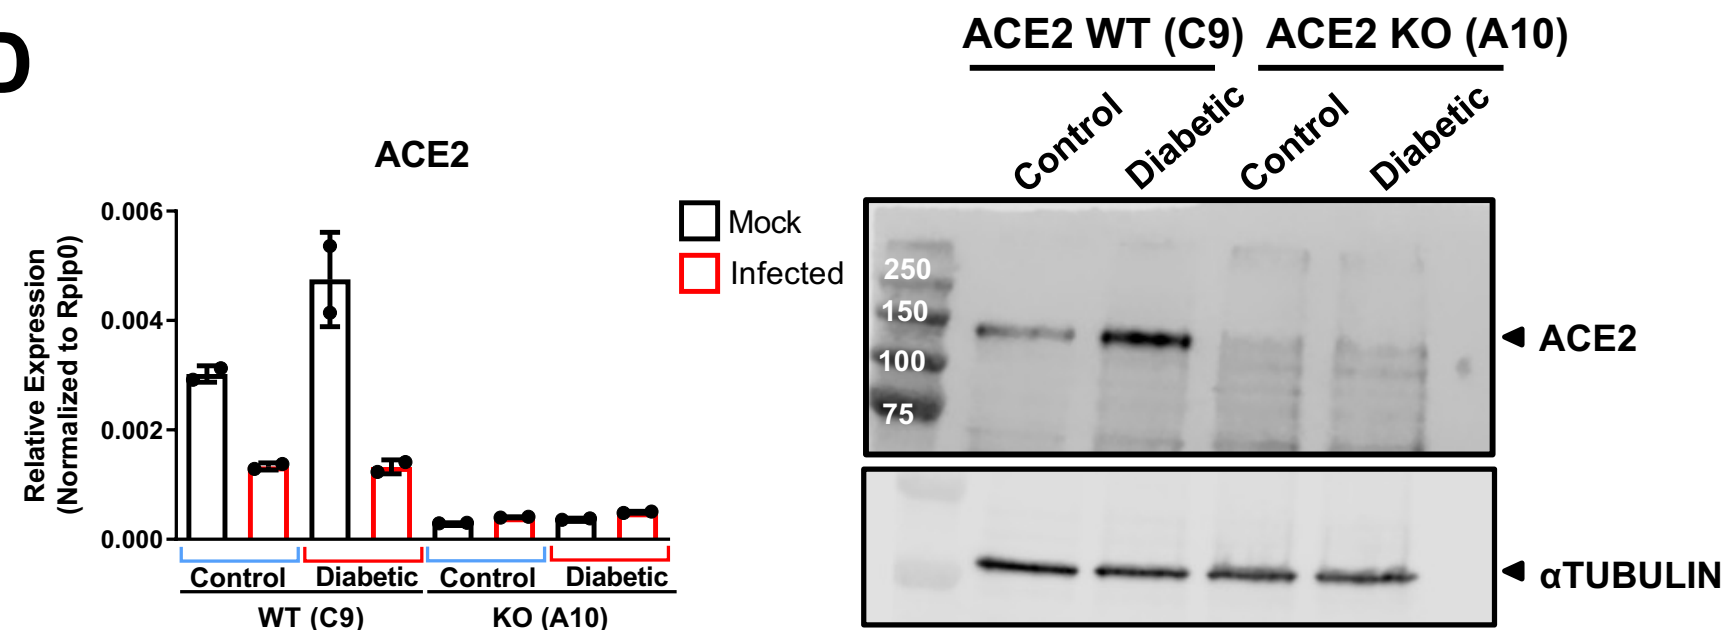 D
ACE2
Relative Expression
(Normalized to Rplp0)
0.006
0.004
0.002
0.000
Control
Diabetic
Control
Diabetic
WT (C9)
KO (A10)
Mock
Infected
ACE2 WT (C9)
ACE2 KO (A10)
Control
Diabetic
Control
Diabetic
250
150
100
75
ACE2
αTUBULIN